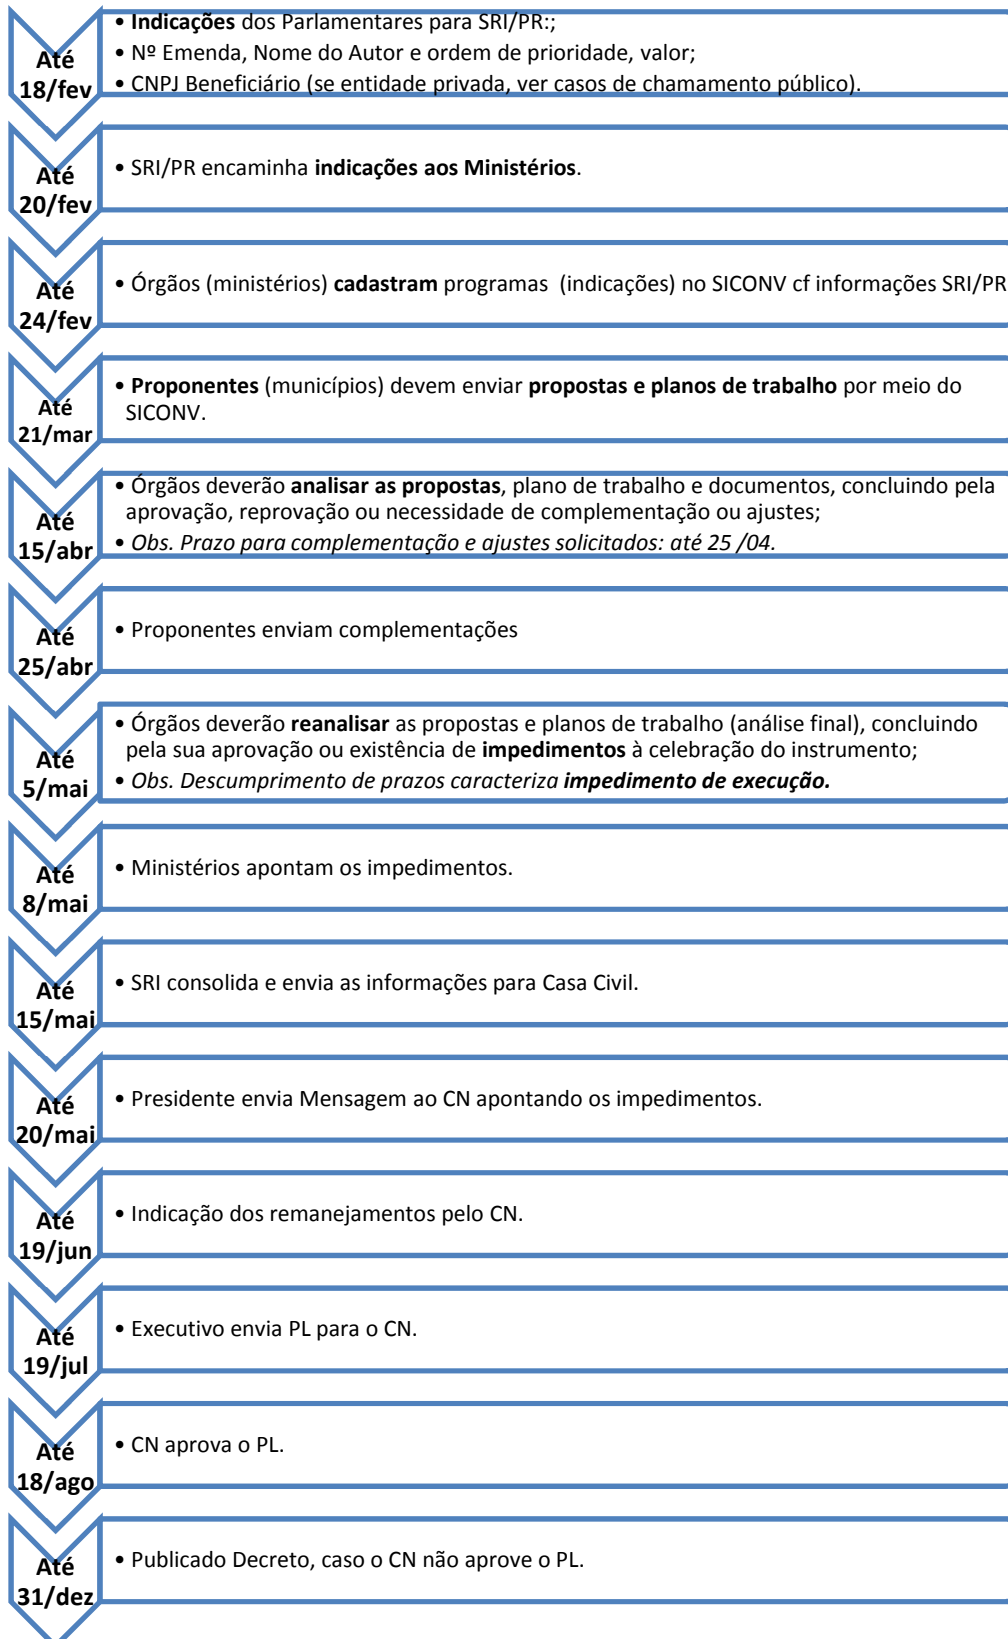 Até
18/fev
• Indicações dos Parlamentares para SRI/PR:;
• Nº Emenda, Nome do Autor e ordem de prioridade, valor;
• CNPJ Beneficiário (se entidade privada, ver casos de chamamento público).
Até
20/fev
• SRI/PR encaminha indicações aos Ministérios.
Até
24/fev
• Órgãos (ministérios) cadastram programas (indicações) no SICONV cf informações SRI/PR
Até
21/mar
• Proponentes (municípios) devem enviar propostas e planos de trabalho por meio do
SICONV.
Até
15/abr
• Órgãos deverão analisar as propostas, plano de trabalho e documentos, concluindo pela
aprovação, reprovação ou necessidade de complementação ou ajustes;
• Obs. Prazo para complementação e ajustes solicitados: até 25 /04.
Até
25/abr
• Proponentes enviam complementações
Até
5/mai
• Órgãos deverão reanalisar as propostas e planos de trabalho (análise final), concluindo
pela sua aprovação ou existência de impedimentos à celebração do instrumento;
• Obs. Descumprimento de prazos caracteriza impedimento de execução.
Até
8/mai
• Ministérios apontam os impedimentos.
Até
15/mai
• SRI consolida e envia as informações para Casa Civil.
Até
20/mai
• Presidente envia Mensagem ao CN apontando os impedimentos.
Até
19/jun
• Indicação dos remanejamentos pelo CN.
Até
19/jul
• Executivo envia PL para o CN.
Até
18/ago
• CN aprova o PL.
Até
31/dez
• Publicado Decreto, caso o CN não aprove o PL.